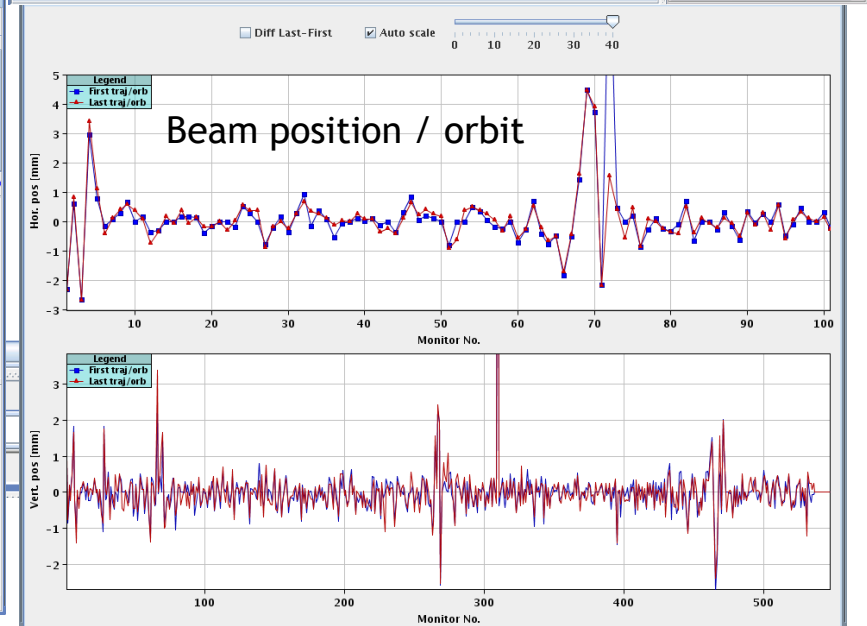 Diff Last-First
Auto scale
0 10 20 30 40
Legend
First traj/orb
Last traj/orb
Beam position / orbit
Hor. pos [mm]
5
4
3
2
1
0
-1
-2
-3
10 20 30 40 50 60 70 80 90 100
Monitor No.
Legend
First traj/orb
Last traj/orb
Vert. pos [mm]
3
2
1
0
-1
-2
100 200 300 400 500
Monitor No.